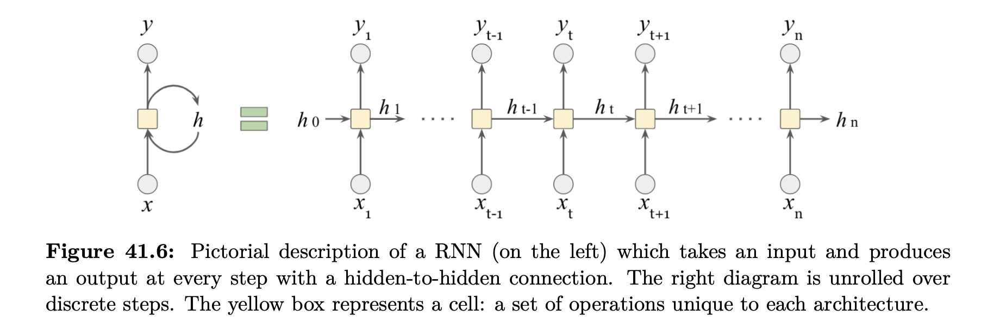 y y₁ yₜ₋₁ yₜ yₜ₊₁ yₙ
h h₀ h₁ .... hₜ₋₁ hₜ hₜ₊₁ .... hₙ
x x₁ xₜ₋₁ xₜ xₜ₊₁ xₙ
Figure 41.6: Pictorial description of a RNN (on the left) which takes an input and produces
an output at every step with a hidden-to-hidden connection. The right diagram is unrolled over
discrete steps. The yellow box represents a cell: a set of operations unique to each architecture.